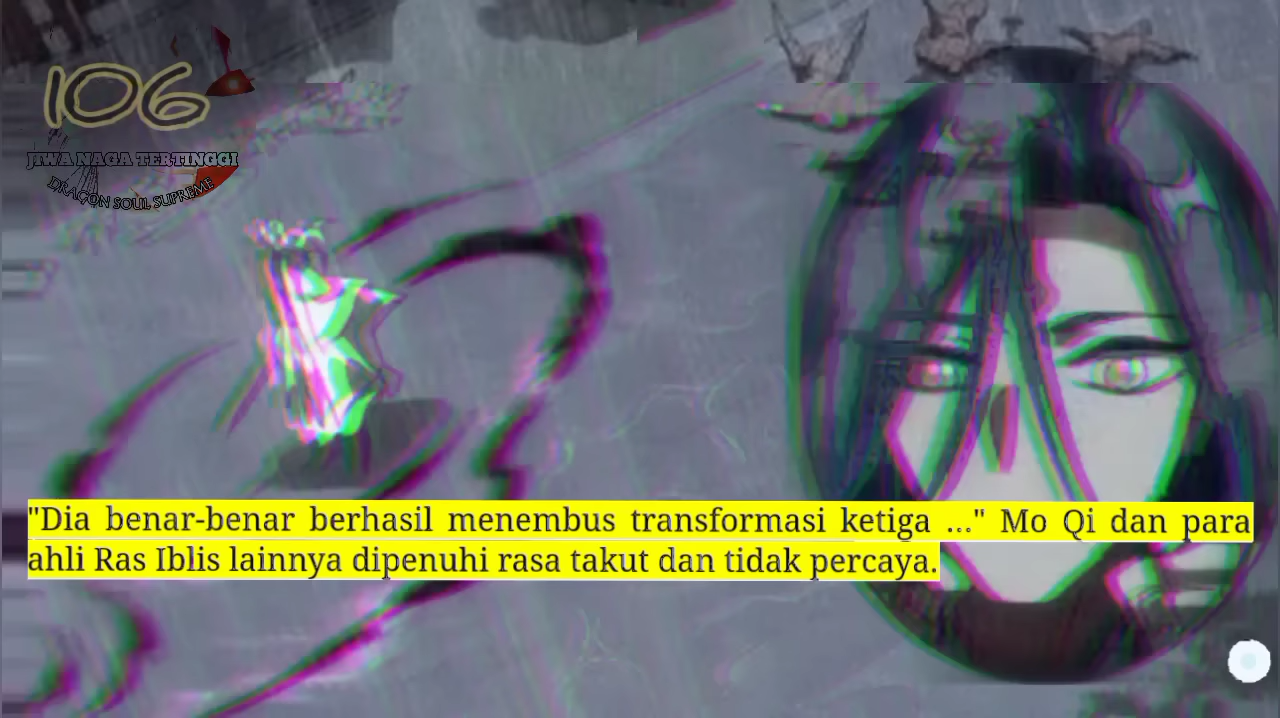 106
JIWA NAGA TERTINGGI
DRAGON SOUL SUPREME
"Dia benar-benar berhasil menembus transformasi ketiga ..." Mo Qi dan para
ahli Ras Iblis lainnya dipenuhi rasa takut dan tidak percaya.